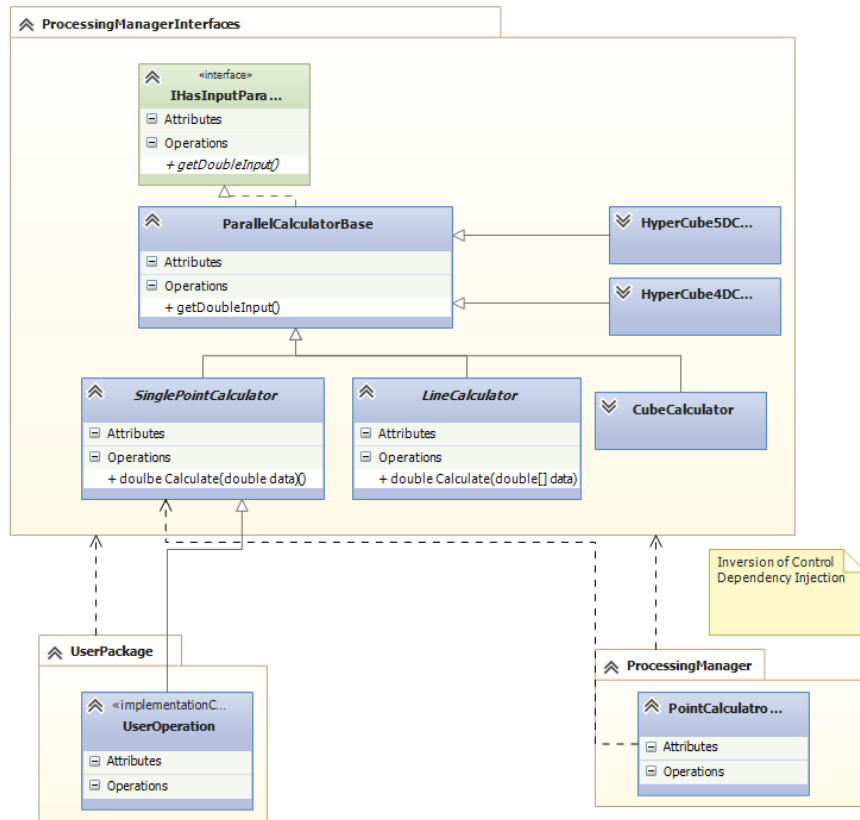 ProcessingManagerInterfaces
«interface»
IHasInputPara...
Attributes
Operations
+ getDoubleInput()
ParallelCalculatorBase
Attributes
Operations
+ getDoubleInput()
HyperCube5DC...
HyperCube4DC...
SinglePointCalculator
Attributes
Operations
+ doulbe Calculate(double data)()
LineCalculator
Attributes
Operations
+ double Calculate(double[] data)
CubeCalculator
Inversion of Control
Dependency Injection
UserPackage
«implementationC...
UserOperation
Attributes
Operations
ProcessingManager
PointCalculatro...
Attributes
Operations